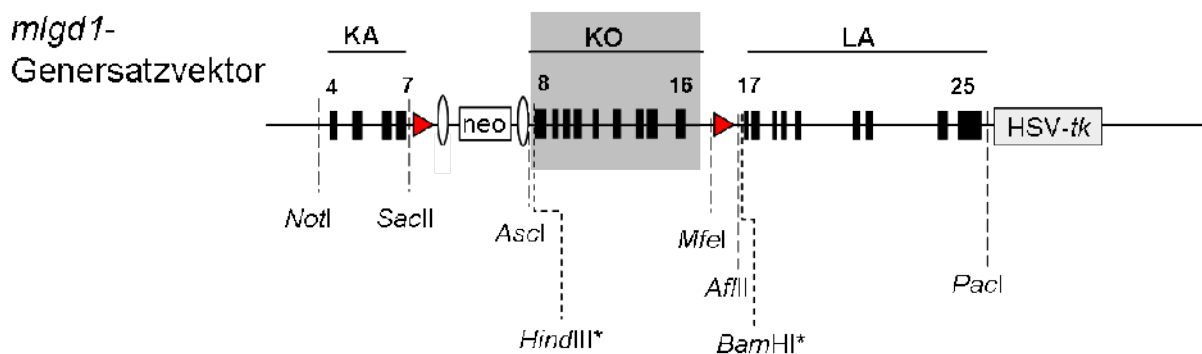 mlgd1-
Genersatzvektor
KA KO LA
4 7 8 16 17 25
neo HSV-tk
NotI SacII AscI MfeI
AflII PacI
HindIII* BamHI*